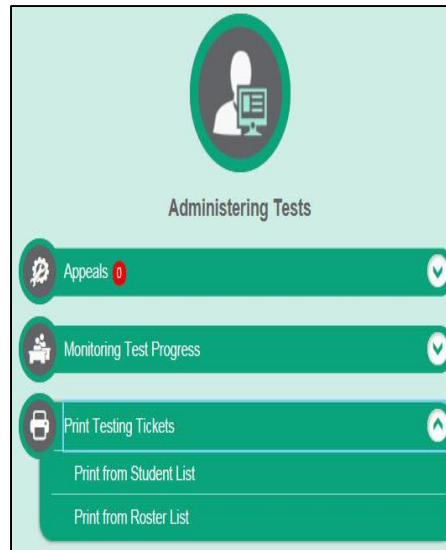 Administering Tests
Appeals 0
Monitoring Test Progress
Print Testing Tickets
Print from Student List
Print from Roster List